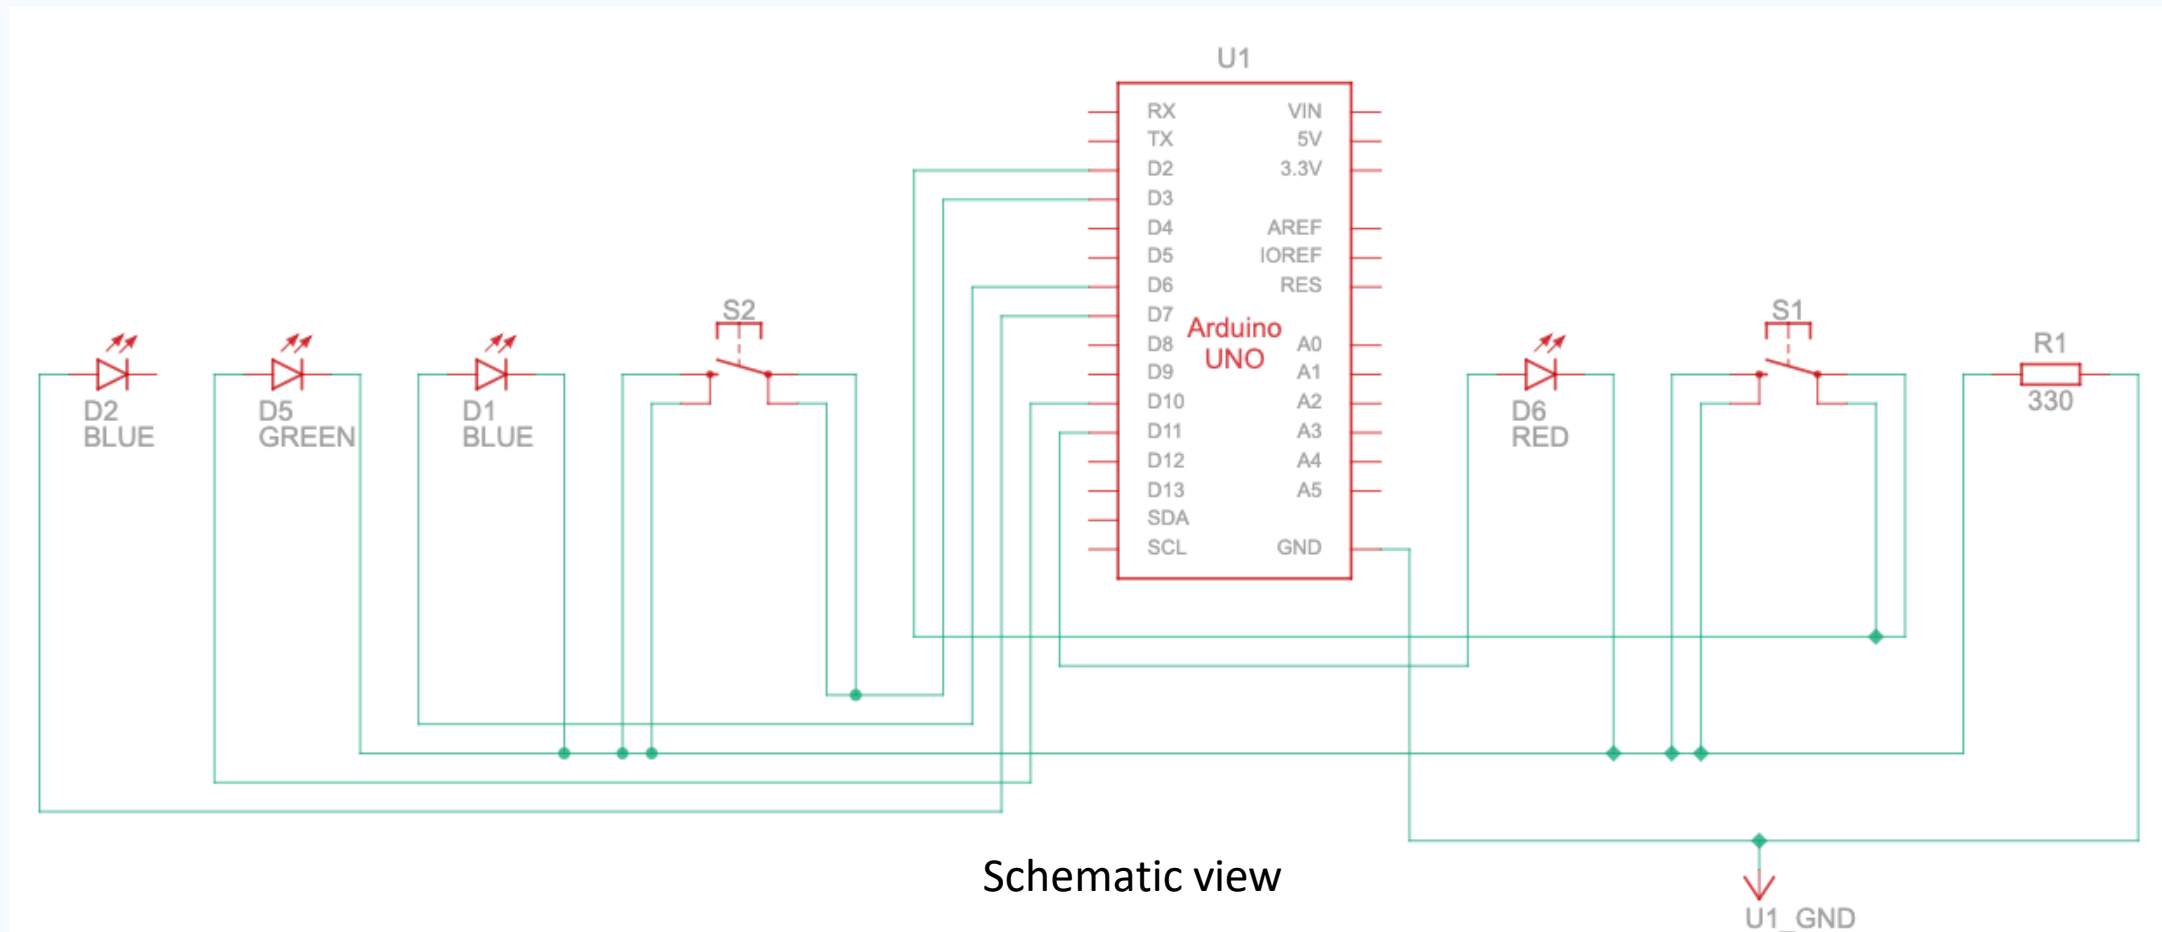 U1
RX
TX
D2
D3
D4
D5
D6
D7
D8
D9
D10
D11
D12
D13
SDA
SCL
VIN
5V
3.3V
AREF
IOREF
RES
A0
A1
A2
A3
A4
A5
GND
Arduino
UNO
D2
BLUE
D5
GREEN
D1
BLUE
S2
D6
RED
S1
R1
330
Schematic view
U1_GND